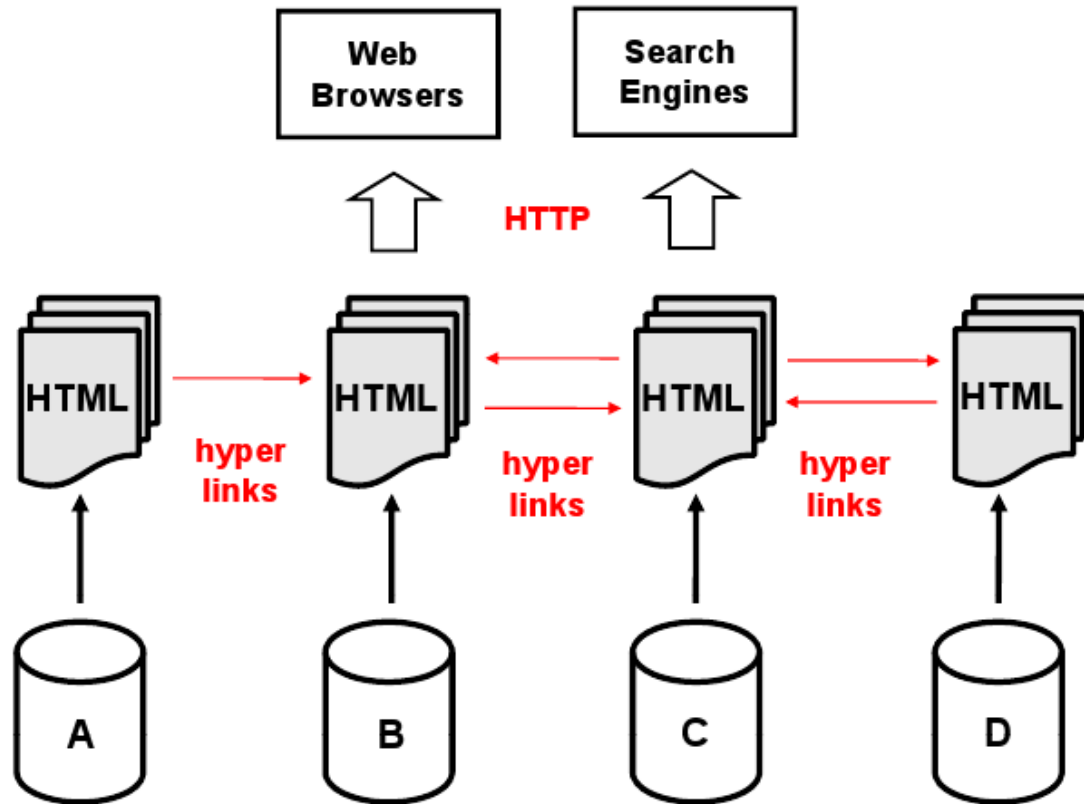 Web
Browsers
Search
Engines
HTTP
HTML
HTML
HTML
HTML
hyper
links
hyper
links
hyper
links
A
B
C
D